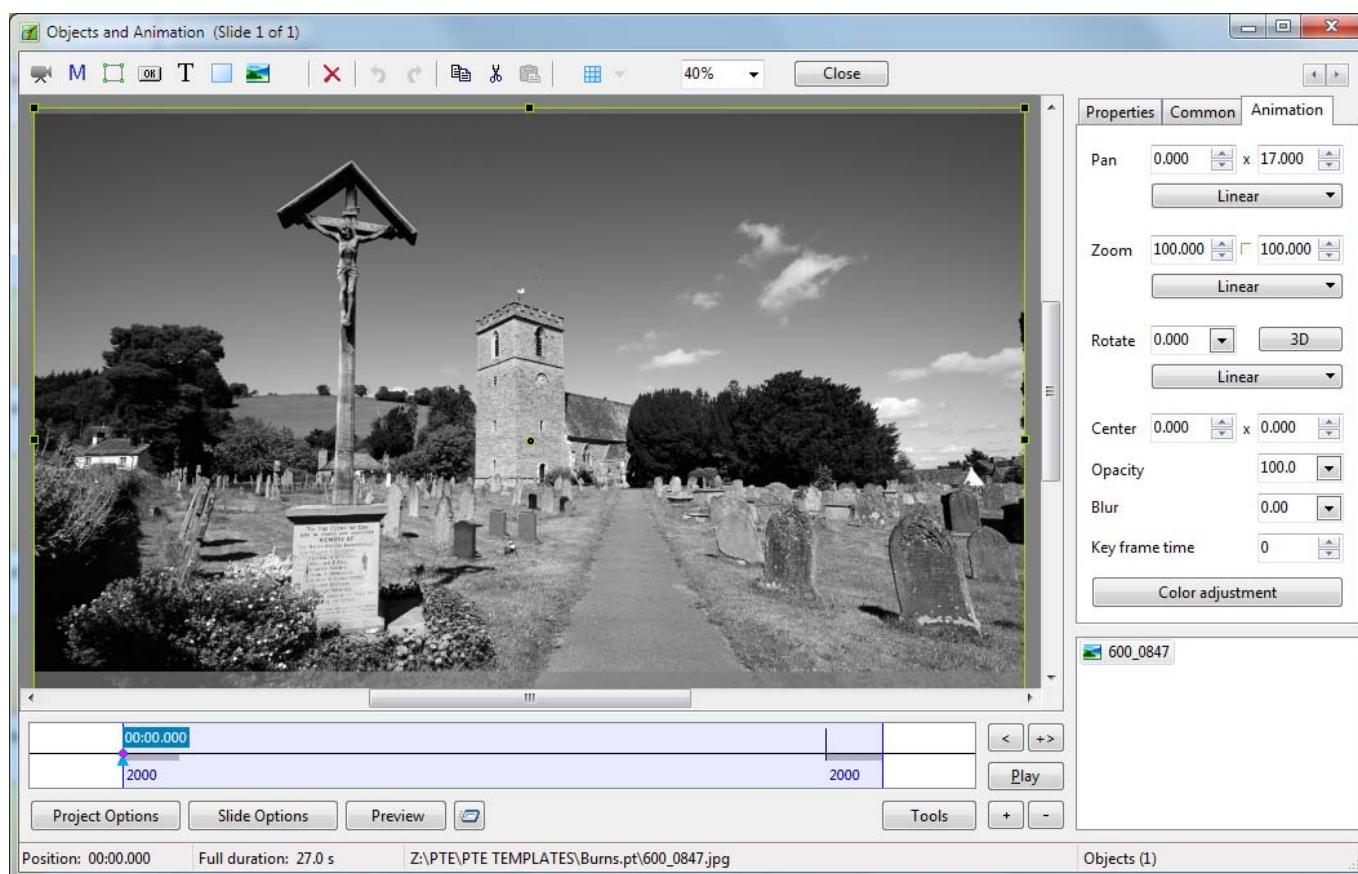 Objects and Animation (Slide 1 of 1)
M OK T 40% Close
Properties Common Animation
Pan 0.000 x 17.000
Linear
Zoom 100.000 100.000
Linear
Rotate 0.000 3D
Linear
Center 0.000 x 0.000
Opacity 100.0
Blur 0.00
Key frame time 0
Color adjustment
600_0847
MEMORY OF
00:00.000
2000 2000
< +>
Play
Project Options Slide Options Preview Tools + -
Position: 00:00.000 Full duration: 27.0 s Z:\PTE\PTE TEMPLATES\Burns.pt\600_0847.jpg Objects (1)